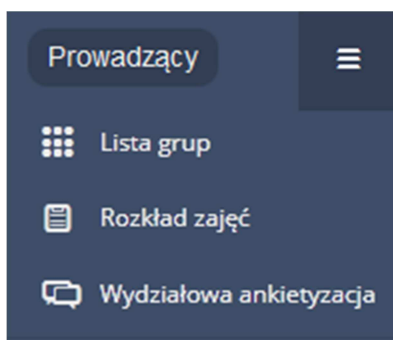 Prowadzący
Lista grup
Rozkład zajęć
Wydziałowa ankietyzacja